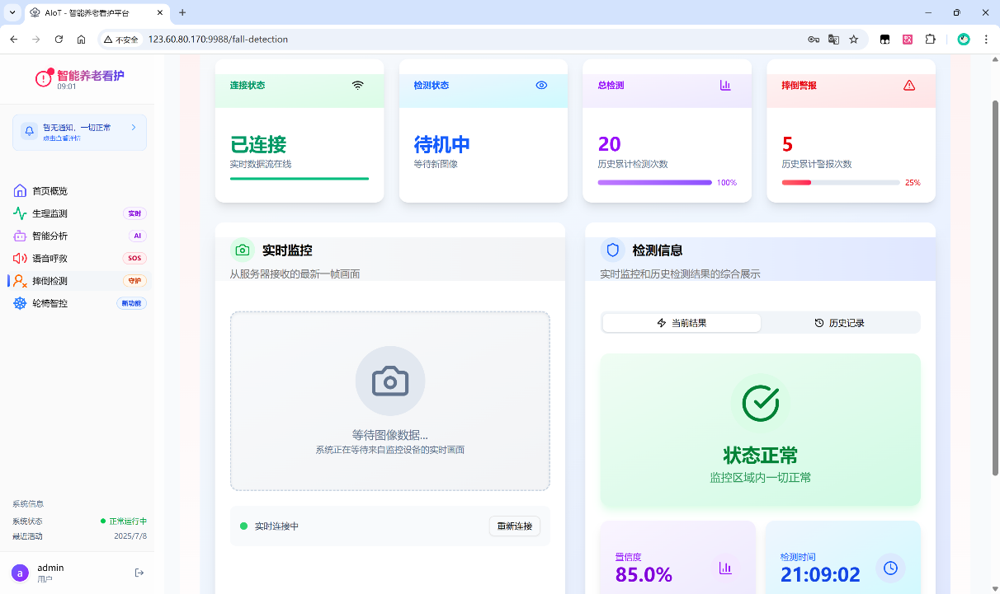 AIoT - 智能养老看护平台
不安全
123.60.80.170:9988/fall-detection
智能养老看护
09:01
暂无通知，一切正常
点击查看详情
首页概览
生理监测 实时
智能分析 AI
语音呼救 SOS
摔倒检测 守护
轮椅智控 新功能
系统信息
系统状态 正常运行中
最近活动 2025/7/8
a
admin
用户
连接状态
已连接
实时数据流在线
检测状态
待机中
等待新图像
总检测
20
历史累计检测次数
100%
摔倒警报
5
历史累计警报次数
25%
实时监控
从服务器接收的最新一帧画面
等待图像数据...
系统正在等待来自监控设备的实时画面
实时连接中 重新连接
检测信息
实时监控和历史检测结果的综合展示
当前结果 历史记录
状态正常
监控区域内一切正常
置信度
85.0%
检测时间
21:09:02